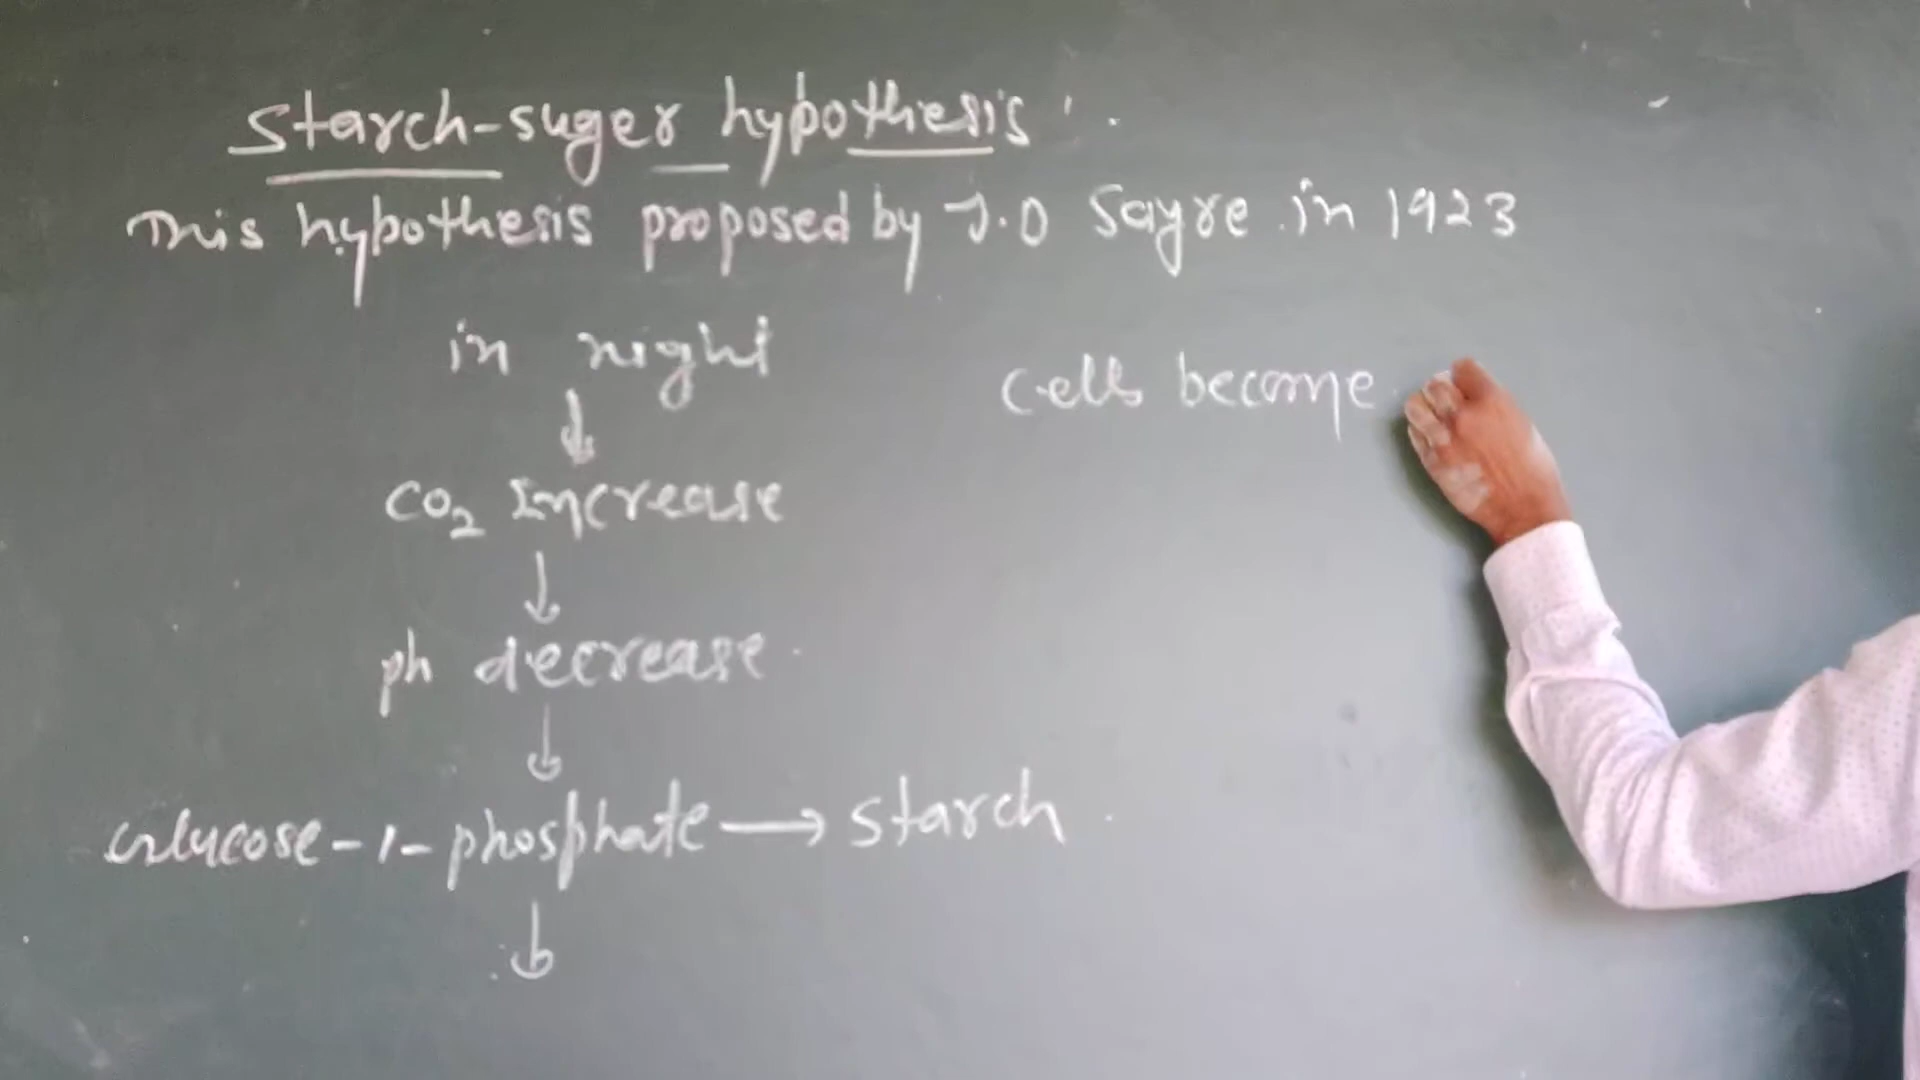 Starch-suger hypothesis
This hypothesis proposed by J.D Sayre in 1923
in night
↓
CO₂ Increase
↓
ph decrease
↓
Glucose-1-phosphate → Starch
↓
Cells become